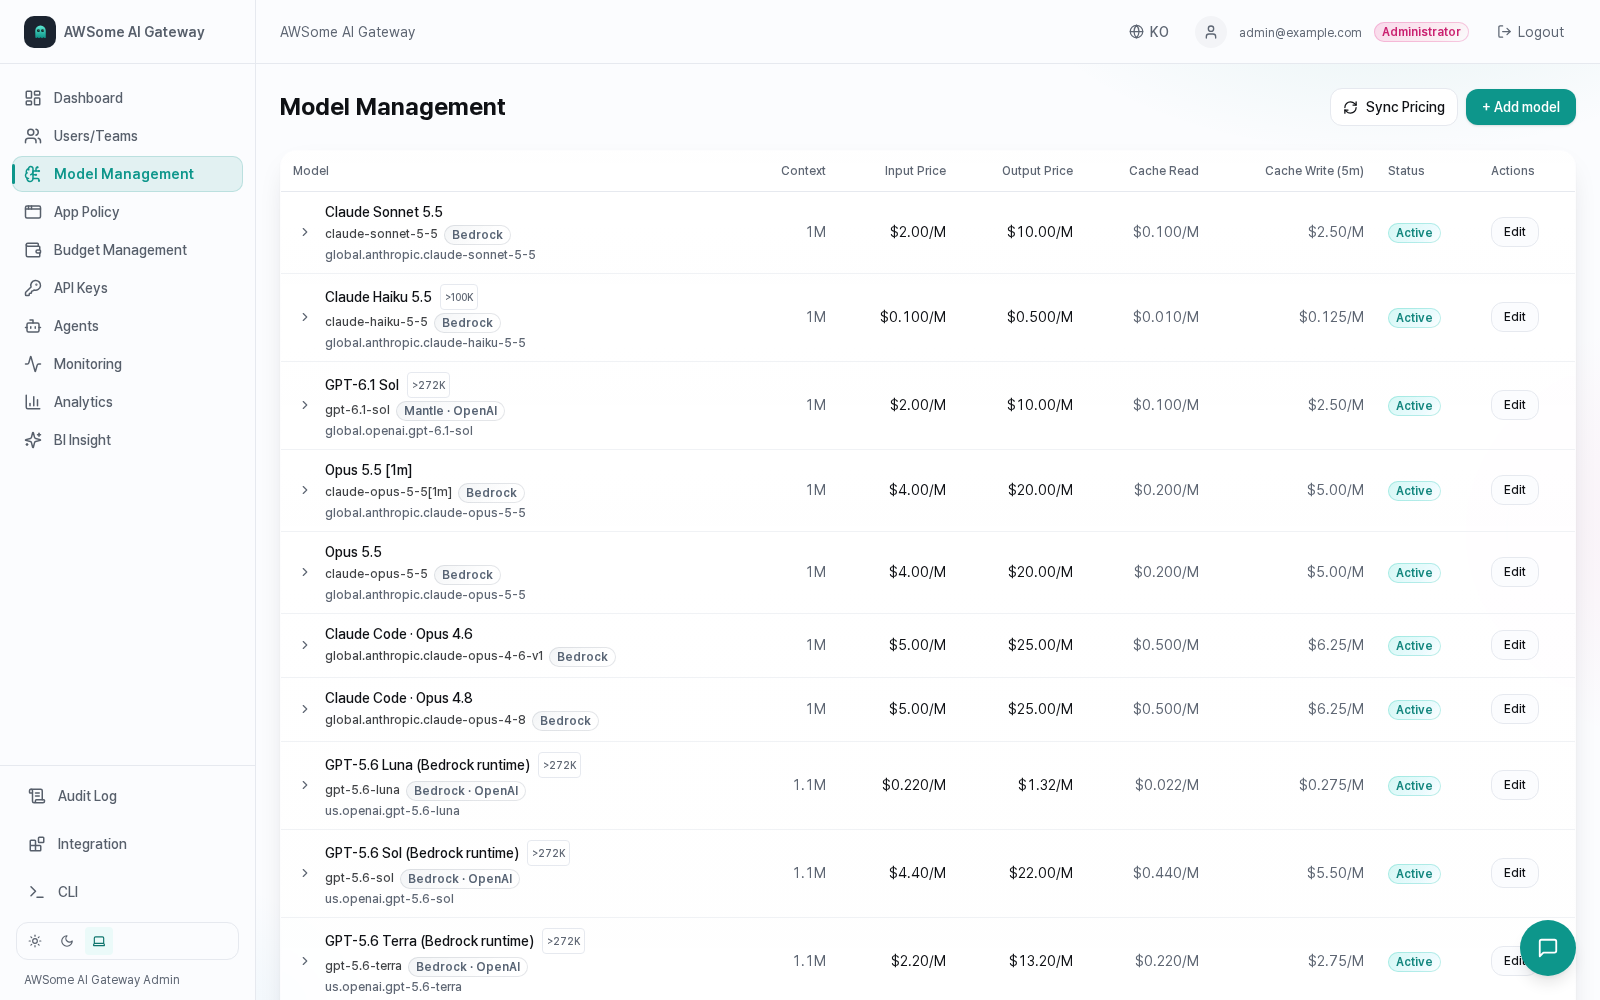 AWSome AI Gateway
AWSome AI Gateway
KO
admin@example.com
Administrator
Logout
Dashboard
Users/Teams
Model Management
App Policy
Budget Management
API Keys
Agents
Monitoring
Analytics
BI Insight
Audit Log
Integration
CLI
AWSome AI Gateway Admin
Model Management
Sync Pricing
+ Add model
Model Context Input Price Output Price Cache Read Cache Write (5m) Status Actions
Claude Sonnet 5.5
claude-sonnet-5-5 Bedrock
global.anthropic.claude-sonnet-5-5
1M $2.00/M $10.00/M $0.100/M $2.50/M Active Edit
Claude Haiku 5.5 >100K
claude-haiku-5-5 Bedrock
global.anthropic.claude-haiku-5-5
1M $0.100/M $0.500/M $0.010/M $0.125/M Active Edit
GPT-6.1 Sol >272K
gpt-6.1-sol Mantle · OpenAI
global.openai.gpt-6.1-sol
1M $2.00/M $10.00/M $0.100/M $2.50/M Active Edit
Opus 5.5 [1m]
claude-opus-5-5[1m] Bedrock
global.anthropic.claude-opus-5-5
1M $4.00/M $20.00/M $0.200/M $5.00/M Active Edit
Opus 5.5
claude-opus-5-5 Bedrock
global.anthropic.claude-opus-5-5
1M $4.00/M $20.00/M $0.200/M $5.00/M Active Edit
Claude Code · Opus 4.6
global.anthropic.claude-opus-4-6-v1 Bedrock
1M $5.00/M $25.00/M $0.500/M $6.25/M Active Edit
Claude Code · Opus 4.8
global.anthropic.claude-opus-4-8 Bedrock
1M $5.00/M $25.00/M $0.500/M $6.25/M Active Edit
GPT-5.6 Luna (Bedrock runtime) >272K
gpt-5.6-luna Bedrock · OpenAI
us.openai.gpt-5.6-luna
1.1M $0.220/M $1.32/M $0.022/M $0.275/M Active Edit
GPT-5.6 Sol (Bedrock runtime) >272K
gpt-5.6-sol Bedrock · OpenAI
us.openai.gpt-5.6-sol
1.1M $4.40/M $22.00/M $0.440/M $5.50/M Active Edit
GPT-5.6 Terra (Bedrock runtime) >272K
gpt-5.6-terra Bedrock · OpenAI
us.openai.gpt-5.6-terra
1.1M $2.20/M $13.20/M $0.220/M $2.75/M Active Edit